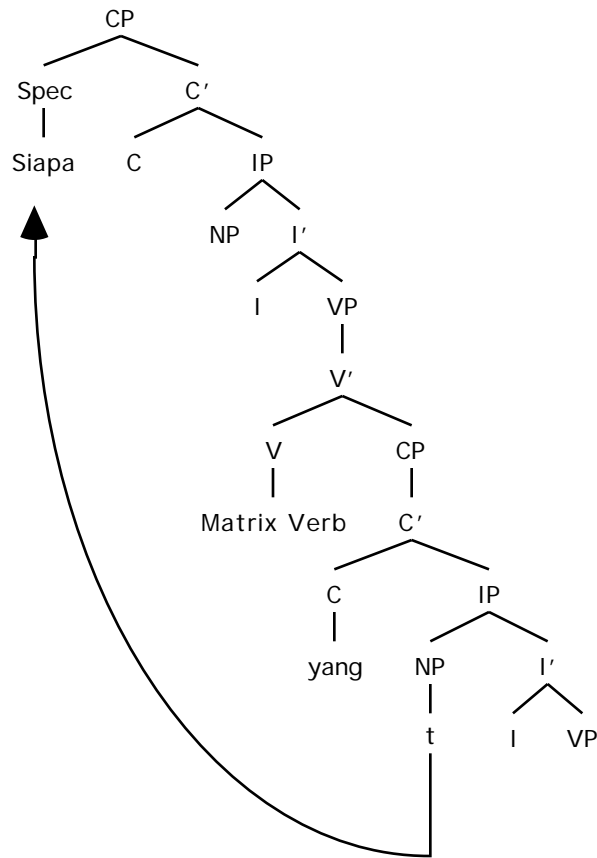 CP
Spec C′
Siapa C IP
NP I′
I VP
V′
V CP
Matrix Verb C′
C IP
yang NP I′
t I VP